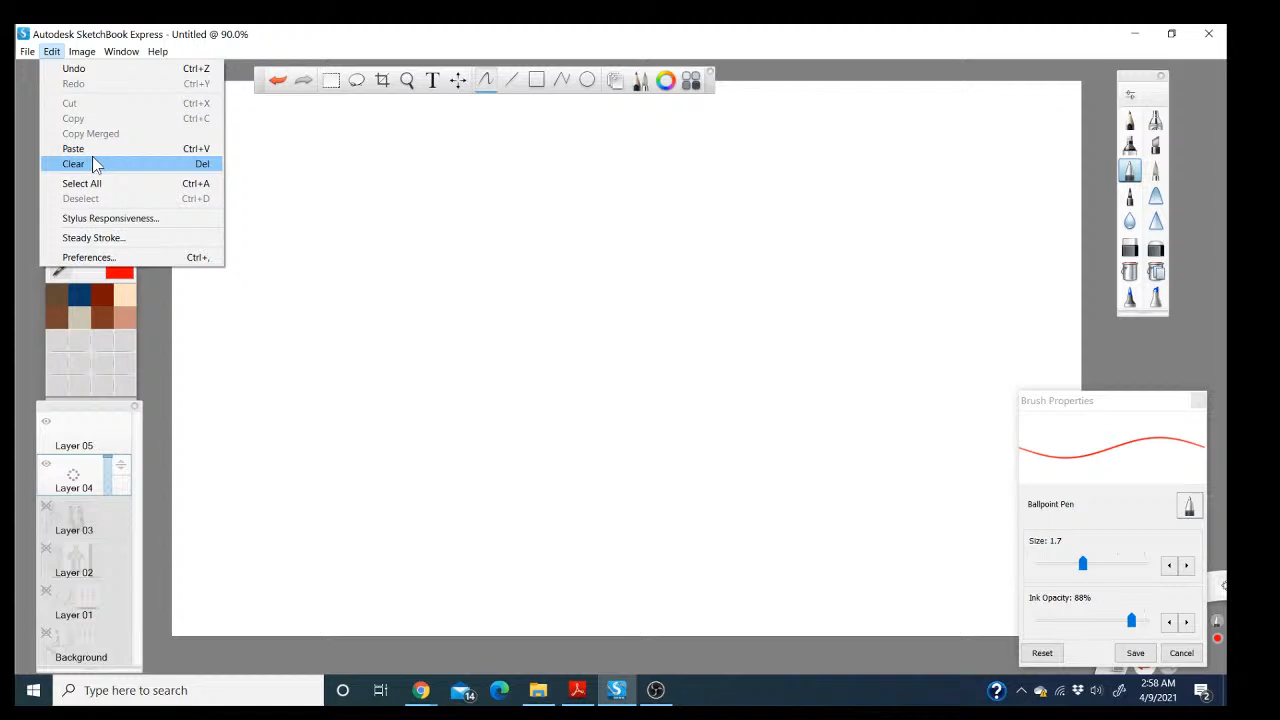 Autodesk SketchBook Express - Untitled @ 90.0%
File Edit Image Window Help
Undo Ctrl+Z
Redo Ctrl+Y
Cut Ctrl+X
Copy Ctrl+C
Copy Merged
Paste Ctrl+V
Clear Del
Select All Ctrl+A
Deselect Ctrl+D
Stylus Responsiveness...
Steady Stroke...
Preferences... Ctrl+,
T
Layer 05
Layer 04
Layer 03
Layer 02
Layer 01
Background
Brush Properties
Ballpoint Pen
Size: 1.7
Ink Opacity: 88%
Reset Save Cancel
Type here to search
14
2:58 AM
4/9/2021
2